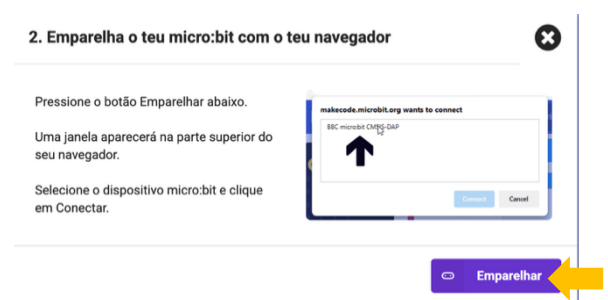 2. Emparelha o teu micro:bit com o teu navegador
Pressione o botão Emparelhar abaixo.
Uma janela aparecerá na parte superior do
seu navegador.
Selecione o dispositivo micro:bit e clique
em Conectar.
makecode.microbit.org wants to connect
BBC micro:bit CMSIS-DAP
Connect
Cancel
Emparelhar